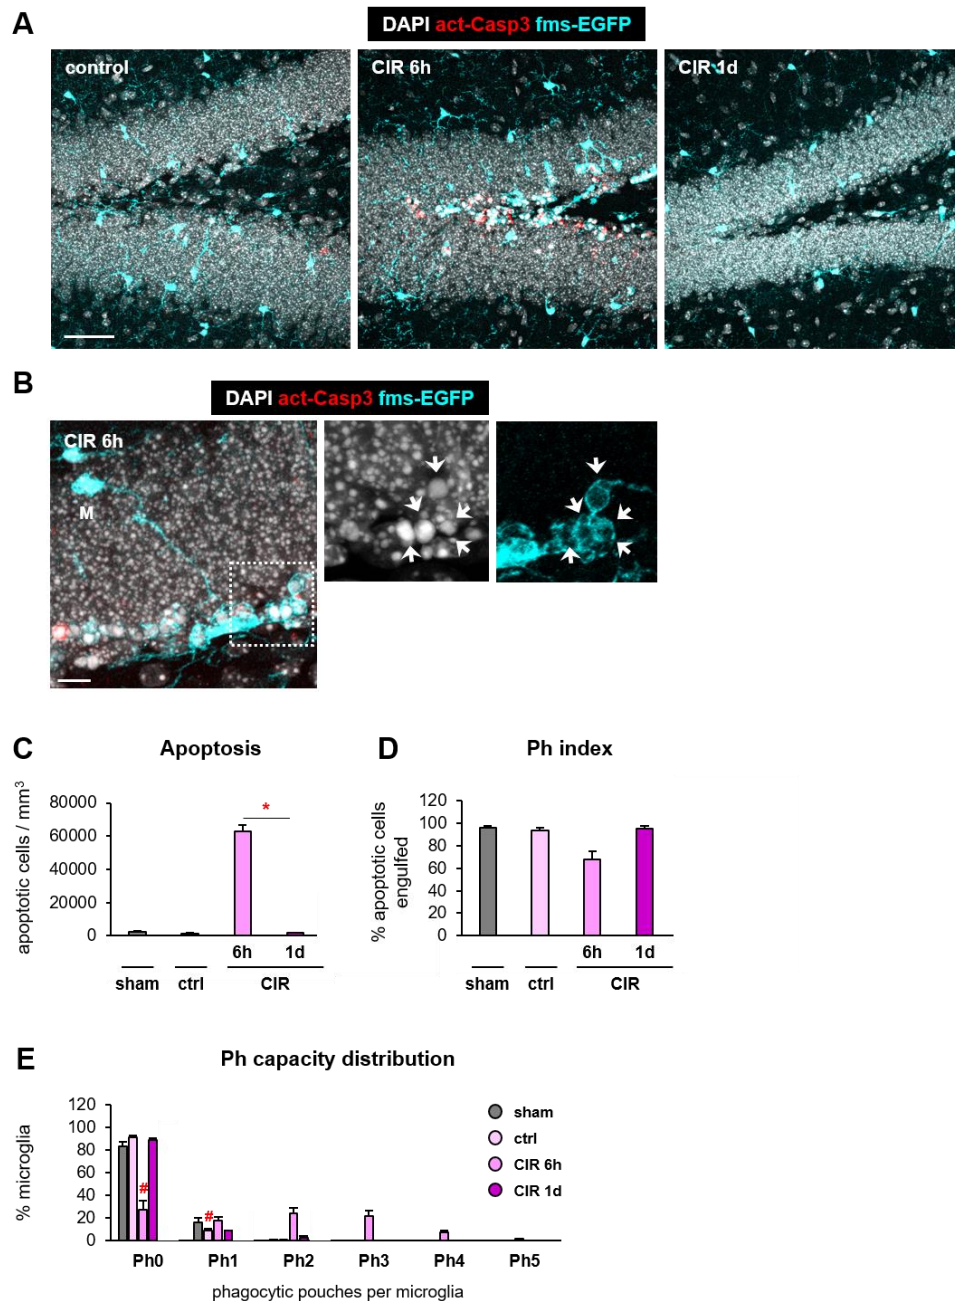 A
DAPI act-Casp3 fms-EGFP
control
CIR 6h
CIR 1d
B
DAPI act-Casp3 fms-EGFP
CIR 6h
M
C
Apoptosis
apoptotic cells / mm³
80000
60000
40000
20000
0
*
6h
1d
sham
ctrl
CIR
D
Ph index
% apoptotic cells
engulfed
120
100
80
60
40
20
0
6h
1d
sham
ctrl
CIR
E
Ph capacity distribution
% microglia
120
100
80
60
40
20
0
#
#
sham
ctrl
CIR 6h
CIR 1d
Ph0
Ph1
Ph2
Ph3
Ph4
Ph5
phagocytic pouches per microglia